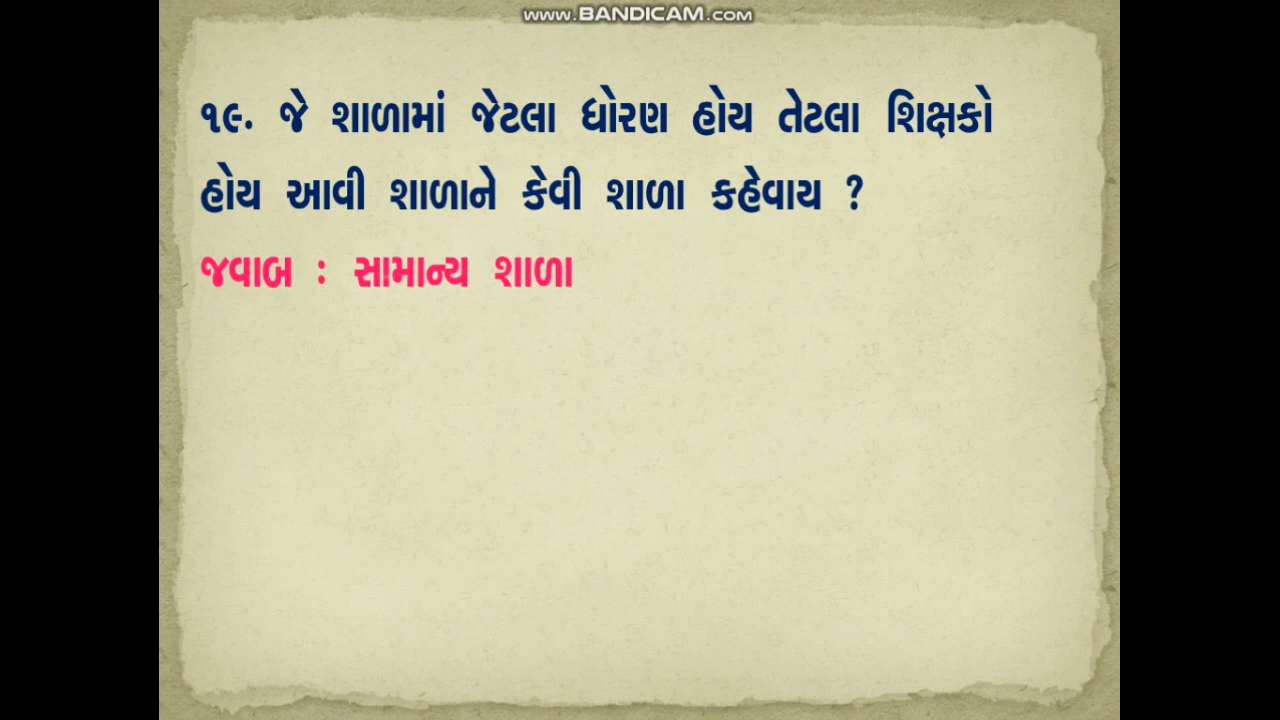 www.BANDICAM.com
૧૯. જે શાળામાં જેટલા ધોરણ હોય તેટલા શિક્ષકો
હોય આવી શાળાને કેવી શાળા કહેવાય ?
જવાબ : સામાન્ય શાળા